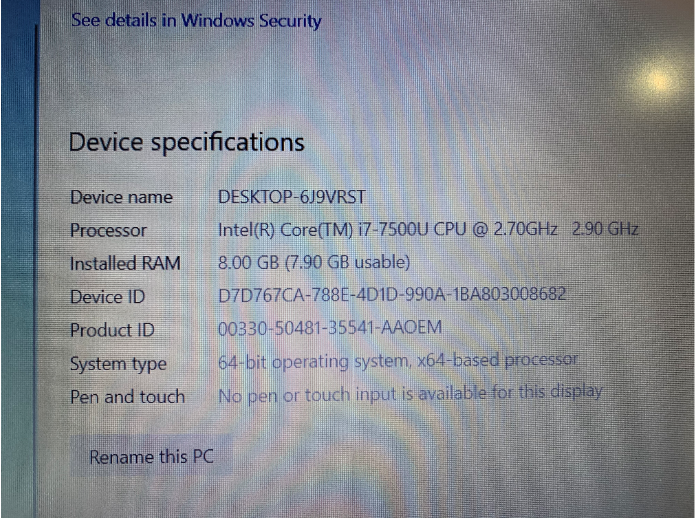 See details in Windows Security
Device specifications
Device name DESKTOP-6J9VRST
Processor Intel(R) Core(TM) i7-7500U CPU @ 2.70GHz 2.90 GHz
Installed RAM 8.00 GB (7.90 GB usable)
Device ID D7D767CA-788E-4D1D-990A-1BA803008682
Product ID 00330-50481-35541-AAOEM
System type 64-bit operating system, x64-based processor
Pen and touch No pen or touch input is available for this display
Rename this PC